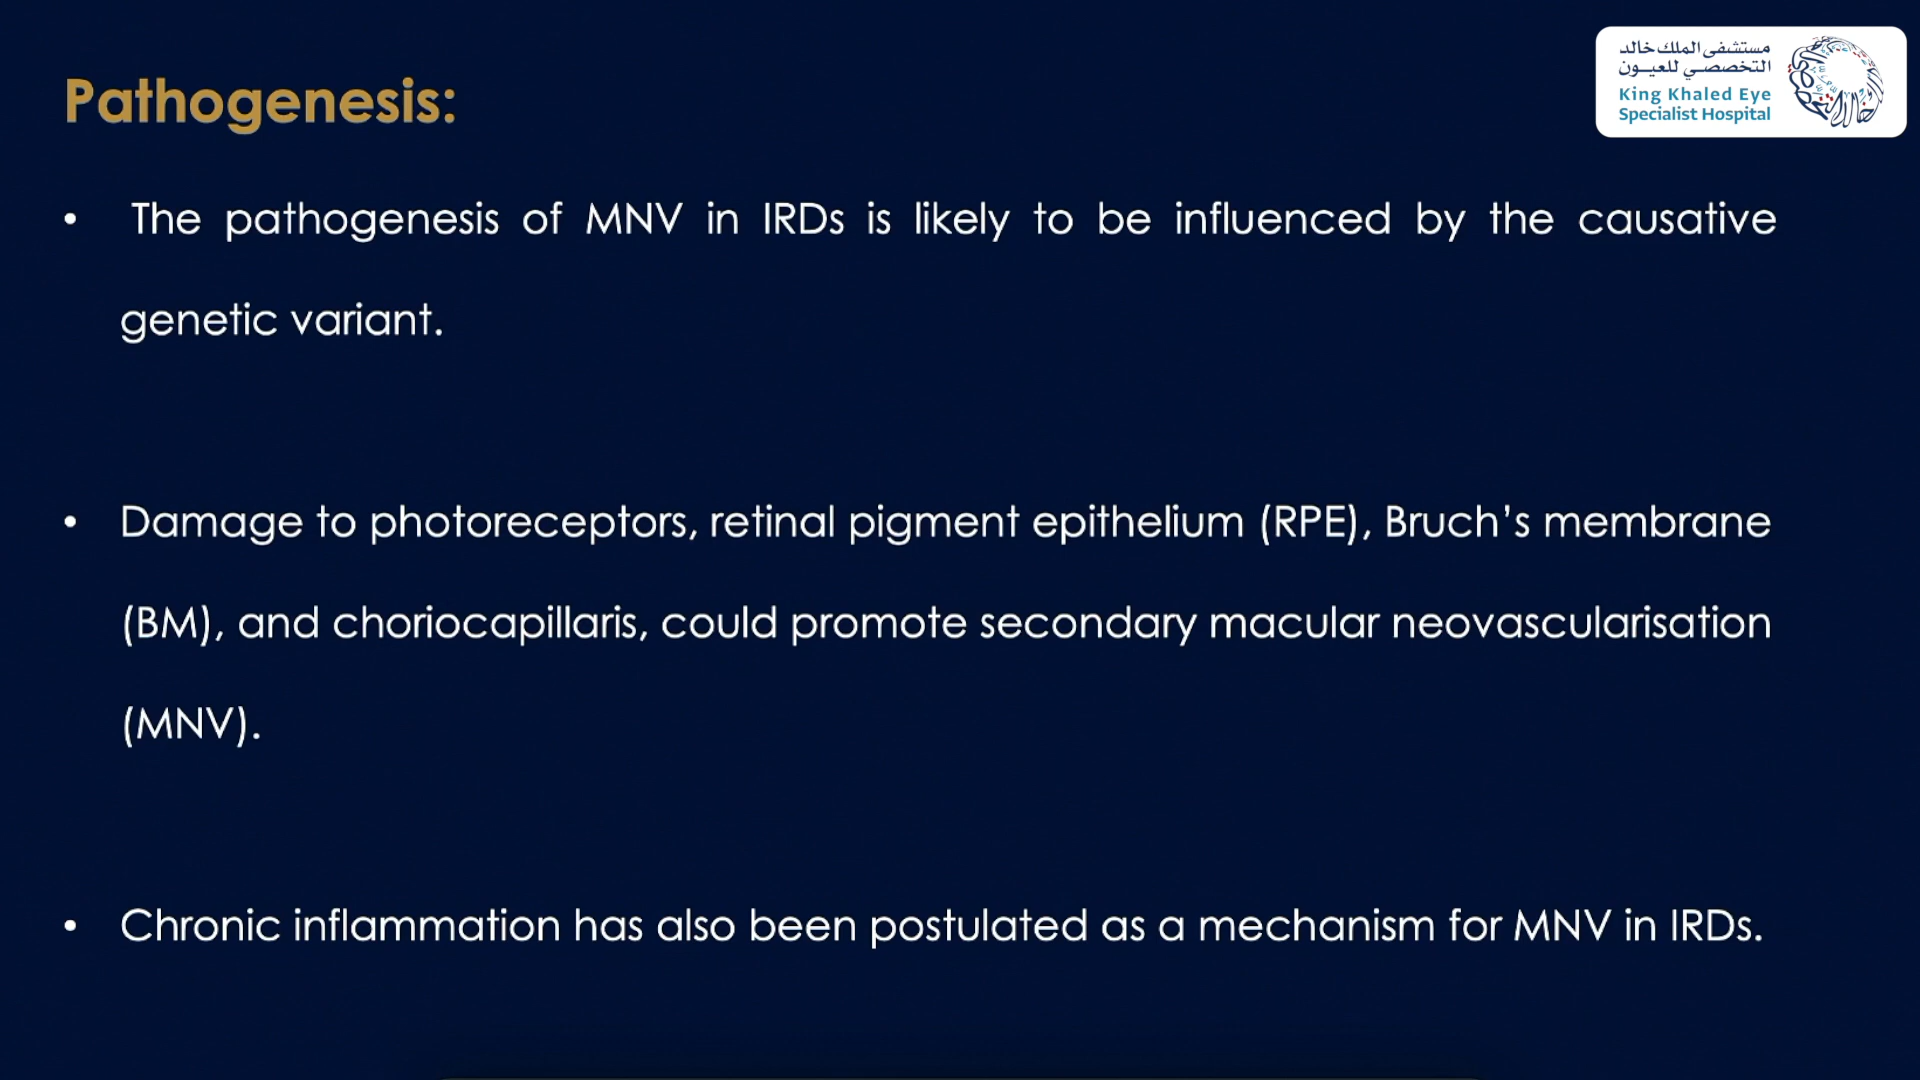 مستشفى الملك خالد
التخصصي للعيون
King Khaled Eye
Specialist Hospital
Pathogenesis:
• The pathogenesis of MNV in IRDs is likely to be influenced by the causative
genetic variant.
• Damage to photoreceptors, retinal pigment epithelium (RPE), Bruch’s membrane
(BM), and choriocapillaris, could promote secondary macular neovascularisation
(MNV).
• Chronic inflammation has also been postulated as a mechanism for MNV in IRDs.